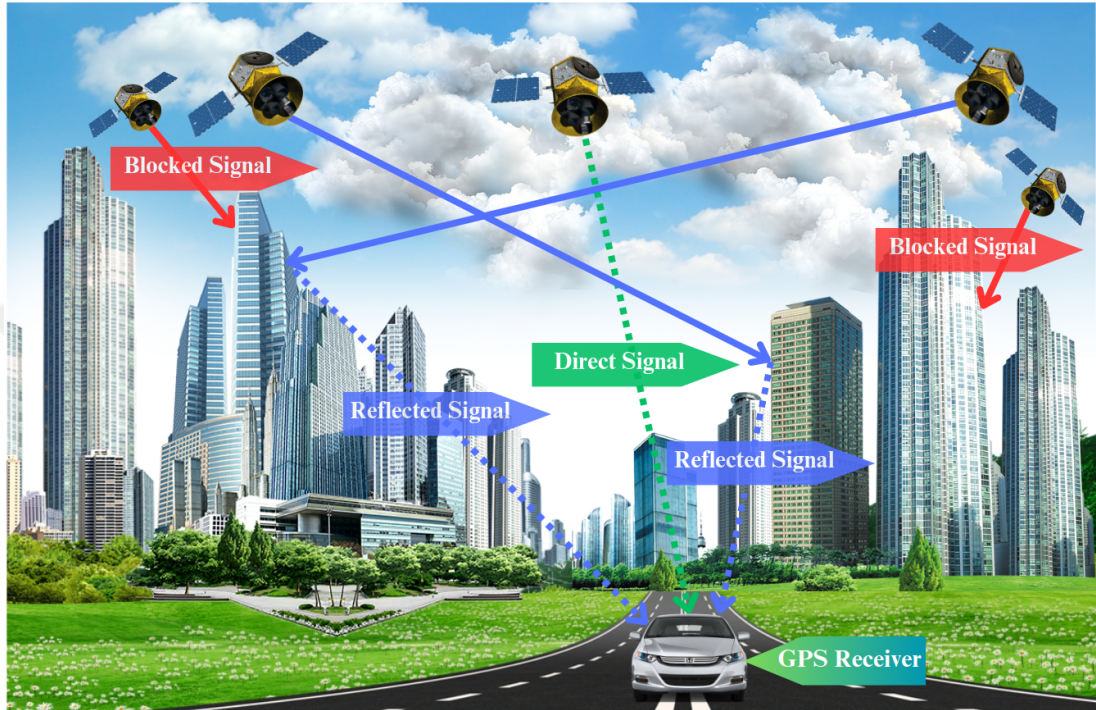 Blocked Signal
Blocked Signal
Direct Signal
Reflected Signal
Reflected Signal
GPS Receiver